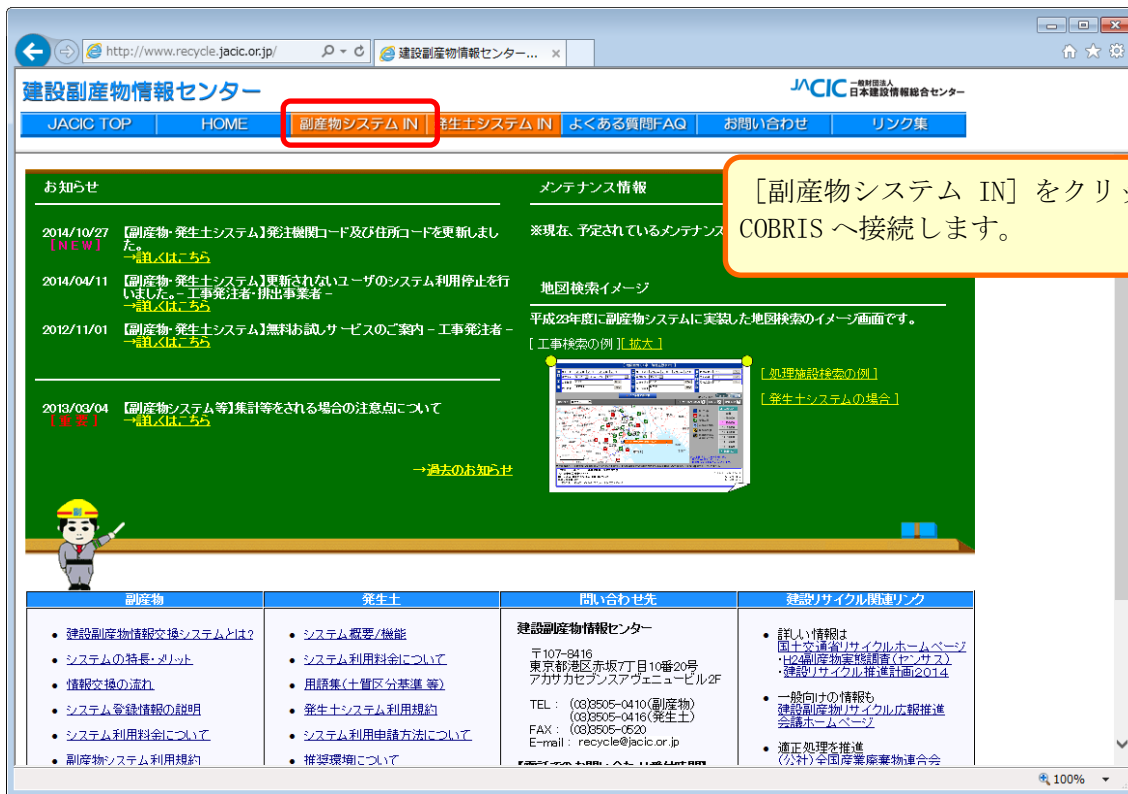 http://www.recycle.jacic.or.jp/
建設副産物情報センター... ×
建設副産物情報センター
JACIC 一般財団法人
日本建設情報総合センター
JACIC TOP HOME 副産物システム IN 発生土システム IN よくある質問FAQ お問い合わせ リンク集
[副産物システム IN]をクリッ
COBRIS へ接続します。
お知らせ
2014/10/27 【副産物・発生土システム】発注機関コード及び住所コードを更新しまし
[NEW] た。
→詳しくはこちら
2014/04/11 【副産物・発生土システム】更新されないユーザのシステム利用停止を行
いました。- 工事発注者・排出事業者 -
→詳しくはこちら
2012/11/01 【副産物・発生土システム】無料お試しサービスのご案内 - 工事発注者 -
→詳しくはこちら
2013/03/04 【副産物システム等】集計等をされる場合の注意点について
[重要] →詳しくはこちら
→過去のお知らせ
メンテナンス情報
※現在、予定されているメンテナンス
地図検索イメージ
平成23年度に副産物システムに実装した地図検索のイメージ画面です。
[工事検索の例][拡大]
[処理施設検索の例]
[発生土システムの場合]
副産物
• 建設副産物情報交換システムとは?
• システムの特長・メリット
• 情報交換の流れ
• システム登録情報の説明
• システム利用料金について
• 副産物システム利用規約
発生土
• システム概要/機能
• システム利用料金について
• 用語集(土質区分基準 等)
• 発生土システム利用規約
• システム利用申請方法について
• 推奨環境について
問い合わせ先
建設副産物情報センター
〒107-8416
東京都港区赤坂7丁目10番20号
アカサカセブンスアヴェニュービル2F
TEL: (03)3505-0410(副産物)
(03)3505-0416(発生土)
FAX: (03)3505-0520
E-mail: recycle@jacic.or.jp
建設リサイクル関連リンク
• 詳しい情報は
国土交通省リサイクルホームページ
・H24副産物実態調査(センサス)
・建設リサイクル推進計画2014
• 一般向けの情報も
建設副産物リサイクル広報推進
会議ホームページ
• 適正処理を推進
(公社)全国産業廃棄物連合会
100%